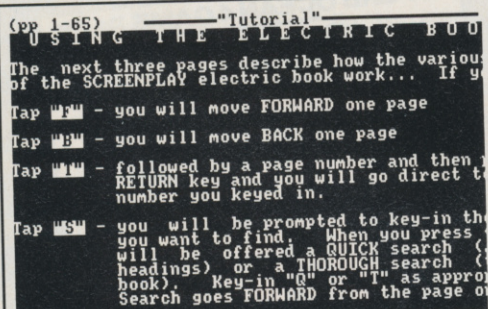 (pp 1-65) "Tutorial"
U S I N G   T H E   E L E C T R I C   B O O
The next three pages describe how the various
of the SCREENPLAY electric book work... If y
Tap "F" - you will move FORWARD one page
Tap "B" - you will move BACK one page
Tap "T" - followed by a page number and then
RETURN key and you will go direct t
number you keyed in.
Tap "S" - you will be prompted to key-in the
you want to find. When you press
will be offered a QUICK search (
headings) or a THOROUGH search (
book). Key-in "Q" or "T" as approp
Search goes FORWARD from the page o